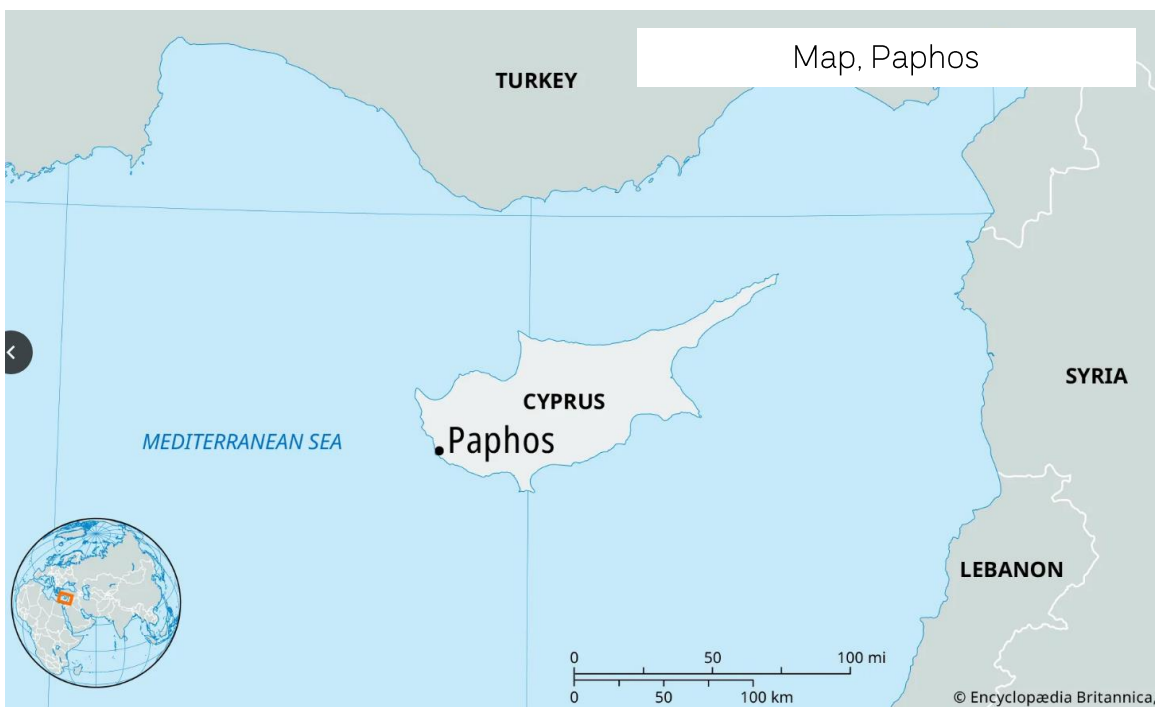 Map, Paphos
TURKEY
SYRIA
CYPRUS
Paphos
MEDITERRANEAN SEA
LEBANON
0 50 100 mi
0 50 100 km
© Encyclopædia Britannica,